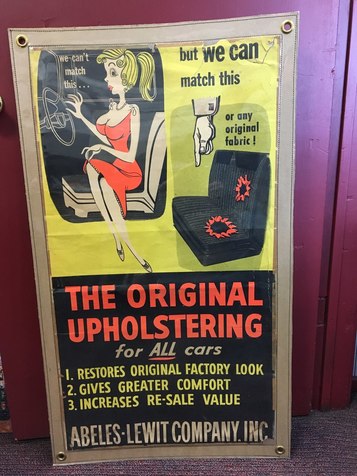 we can't
match
this...
but we can
match this
or any
original
fabric!
THE ORIGINAL
UPHOLSTERING
for ALL cars
1. RESTORES ORIGINAL FACTORY LOOK
2. GIVES GREATER COMFORT
3. INCREASES RE-SALE VALUE
ABELES-LEWIT COMPANY, INC